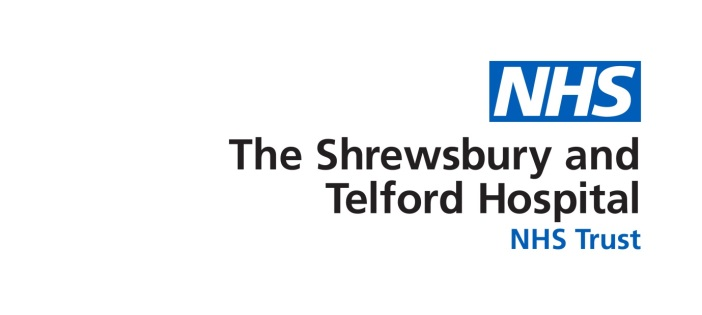 NHS
The Shrewsbury and
Telford Hospital
NHS Trust